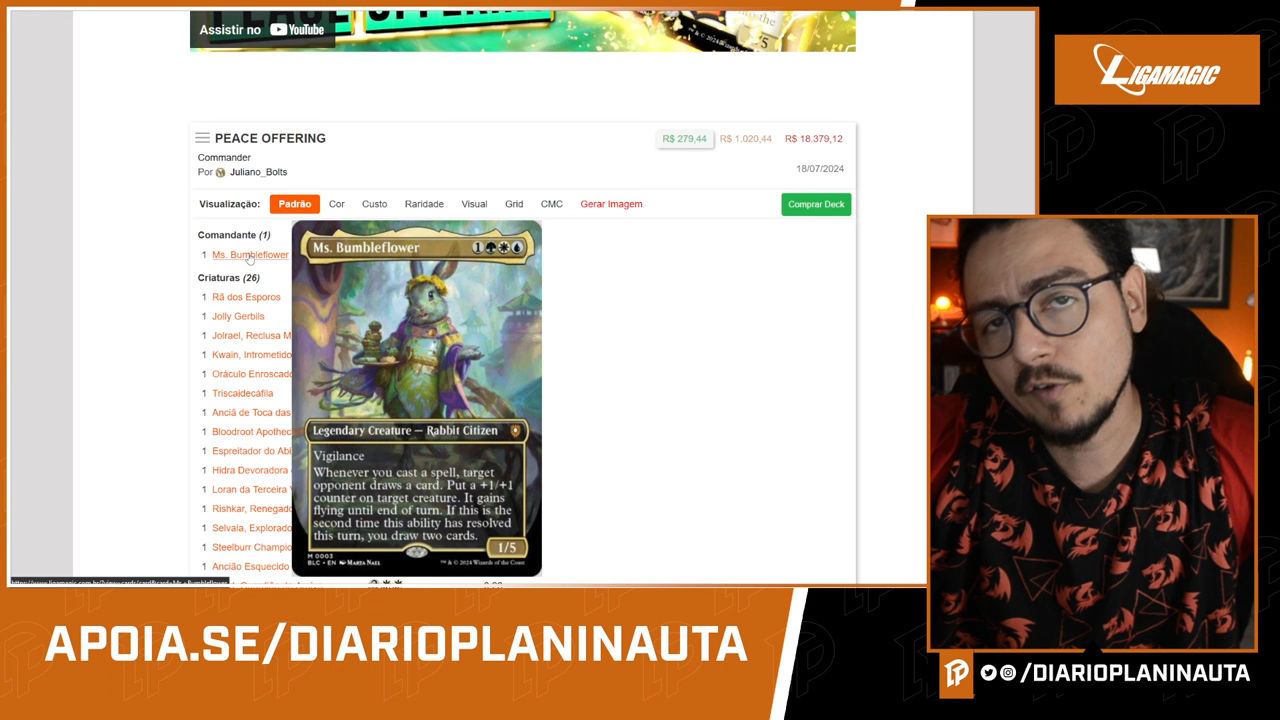 Assistir no YouTube
LIGAMAGIC
PEACE OFFERING
R$ 279,44 R$ 1.020,44 R$ 18.379,12
Commander
Por Juliano_Bolts
18/07/2024
Visualização: Padrão Cor Custo Raridade Visual Grid CMC Gerar Imagem
Comprar Deck
Comandante (1)
1 Ms. Bumbleflower
Criaturas (26)
1 Rã dos Esporos
1 Jolly Gerbils
1 Jolrael, Reclusa M
1 Kwain, Intrometido
1 Oráculo Enroscado
1 Triscaidecáfila
1 Anciã de Toca das
1 Bloodroot Apothec
1 Espreitador do Abi
1 Hidra Devoradora
1 Loran da Terceira
1 Rishkar, Renegado
1 Selvala, Explorado
1 Steelburr Champio
1 Ancião Esquecido
Ms. Bumbleflower 1
Legendary Creature — Rabbit Citizen
Vigilance
Whenever you cast a spell, target
opponent draws a card. Put a +1/+1
counter on target creature. It gains
flying until end of turn. If this is the
second time this ability has resolved
this turn, you draw two cards.
1/5
M 0003
BLC • EN MARTA NAEL ™ & © 2024 Wizards of the Coast
APOIA.SE/DIARIOPLANINAUTA
/DIARIOPLANINAUTA